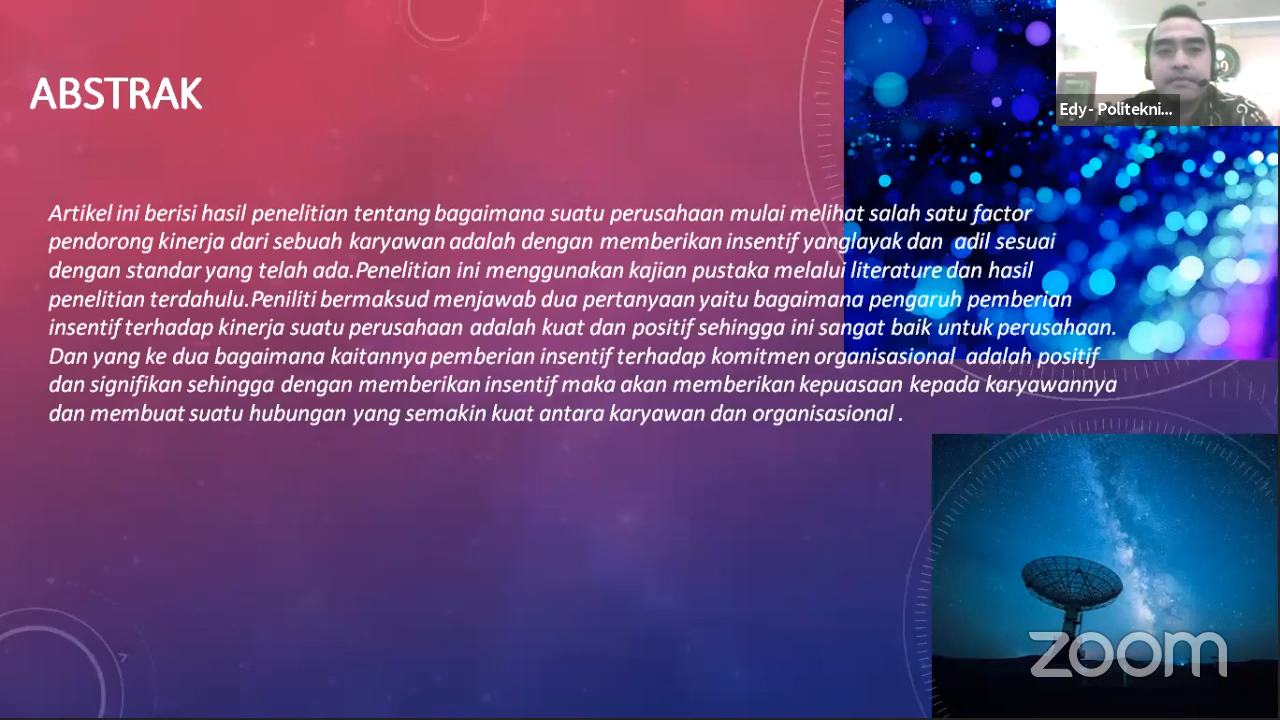 ABSTRAK
Edy- Politekni...
Artikel ini berisi hasil penelitian tentang bagaimana suatu perusahaan mulai melihat salah satu factor
pendorong kinerja dari sebuah karyawan adalah dengan memberikan insentif yanglayak dan adil sesuai
dengan standar yang telah ada.Penelitian ini menggunakan kajian pustaka melalui literature dan hasil
penelitian terdahulu.Peniliti bermaksud menjawab dua pertanyaan yaitu bagaimana pengaruh pemberian
insentif terhadap kinerja suatu perusahaan adalah kuat dan positif sehingga ini sangat baik untuk perusahaan.
Dan yang ke dua bagaimana kaitannya pemberian insentif terhadap komitmen organisasional adalah positif
dan signifikan sehingga dengan memberikan insentif maka akan memberikan kepuasaan kepada karyawannya
dan membuat suatu hubungan yang semakin kuat antara karyawan dan organisasional .
zoom